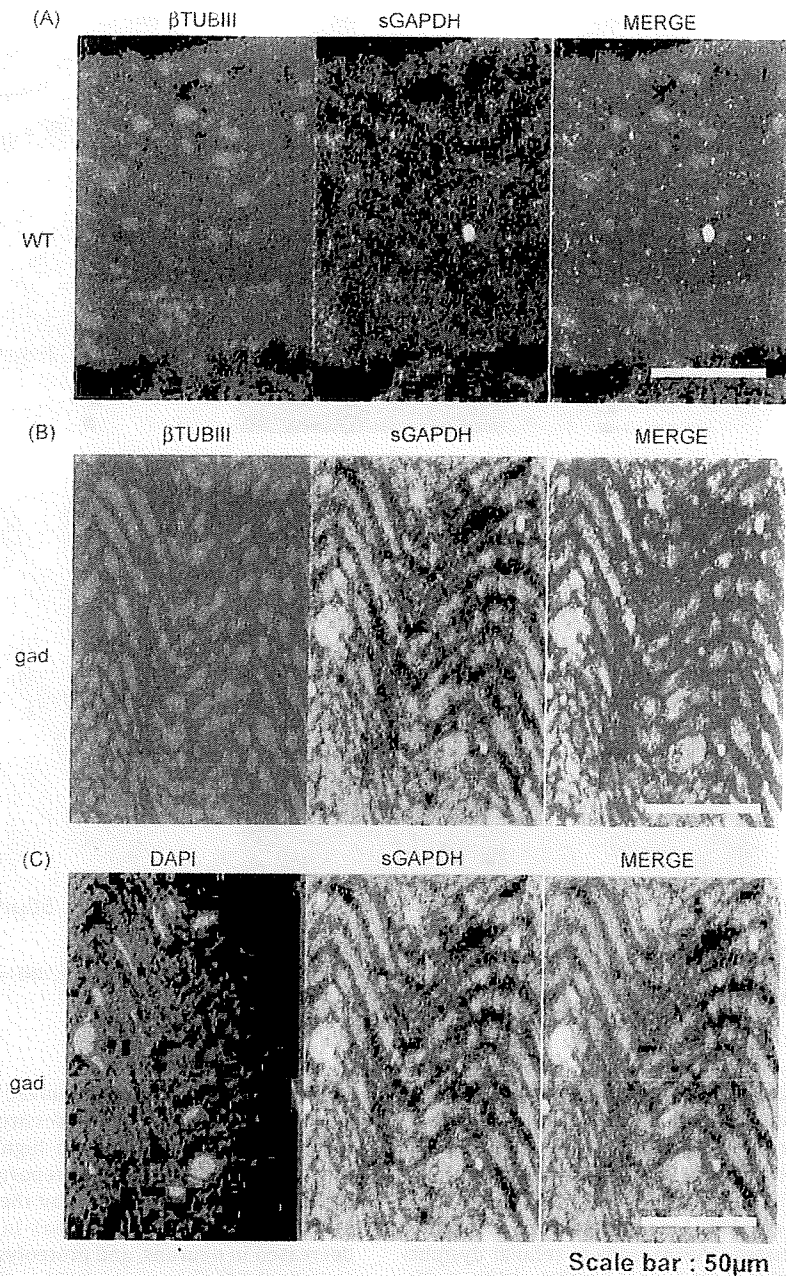 (A) βTUBIII sGAPDH MERGE
WT
(B) βTUBIII sGAPDH MERGE
gad
(C) DAPI sGAPDH MERGE
gad
Scale bar : 50μm